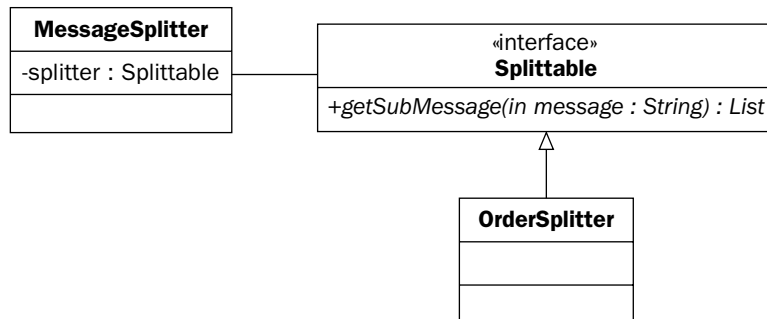 MessageSplitter
-splitter : Splittable
«interface»
Splittable
+getSubMessage(in message : String) : List
OrderSplitter